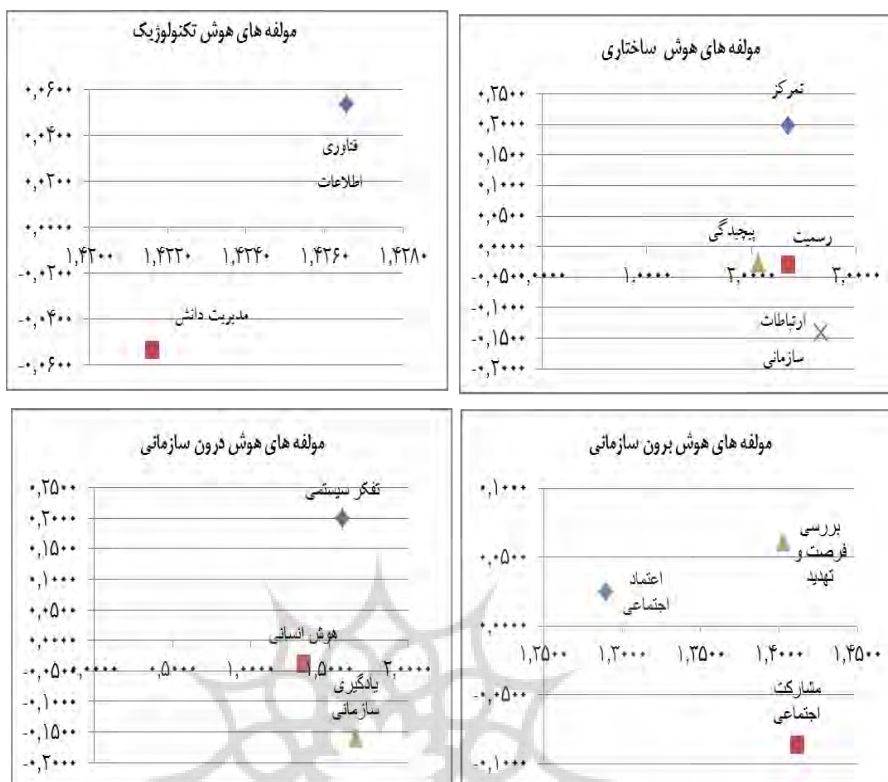 مولفه های هوش ساختاری
۰,۲۵۰۰
۰,۲۰۰۰
۰,۱۵۰۰
۰,۱۰۰۰
۰,۰۵۰۰
۰,۰۰۰۰
-۰,۰۵۰۰
-۰,۱۰۰۰
-۰,۱۵۰۰
-۰,۲۰۰۰
۰,۰۰۰۰ ۱,۰۰۰۰ ۲,۰۰۰۰ ۳,۰۰۰۰
تمرکز
پیچیدگی
رسمیت
ارتباطات
سازمانی
مولفه های هوش تکنولوژیک
۰,۰۶۰۰
۰,۰۴۰۰
۰,۰۲۰۰
۰,۰۰۰۰
-۰,۰۲۰۰
-۰,۰۴۰۰
-۰,۰۶۰۰
۱,۴۲۰۰ ۱,۴۲۲۰ ۱,۴۲۴۰ ۱,۴۲۶۰ ۱,۴۲۸۰
فناوری
اطلاعات
مدیریت دانش
مولفه های هوش برون سازمانی
۰,۱۰۰۰
۰,۰۵۰۰
۰,۰۰۰۰
-۰,۰۵۰۰
-۰,۱۰۰۰
۱,۲۵۰۰ ۱,۳۰۰۰ ۱,۳۵۰۰ ۱,۴۰۰۰ ۱,۴۵۰۰
بررسی
فرصت و
تهدید
اعتماد
اجتماعی
مشارکت
اجتماعی
مولفه های هوش درون سازمانی
۰,۲۵۰۰
۰,۲۰۰۰
۰,۱۵۰۰
۰,۱۰۰۰
۰,۰۵۰۰
۰,۰۰۰۰
-۰,۰۵۰۰
-۰,۱۰۰۰
-۰,۱۵۰۰
-۰,۲۰۰۰
۰,۰۰۰۰ ۰,۵۰۰۰ ۱,۰۰۰۰ ۱,۵۰۰۰ ۲,۰۰۰۰
تفکر سیستمی
هوش انسانی
یادگیری
سازمانی